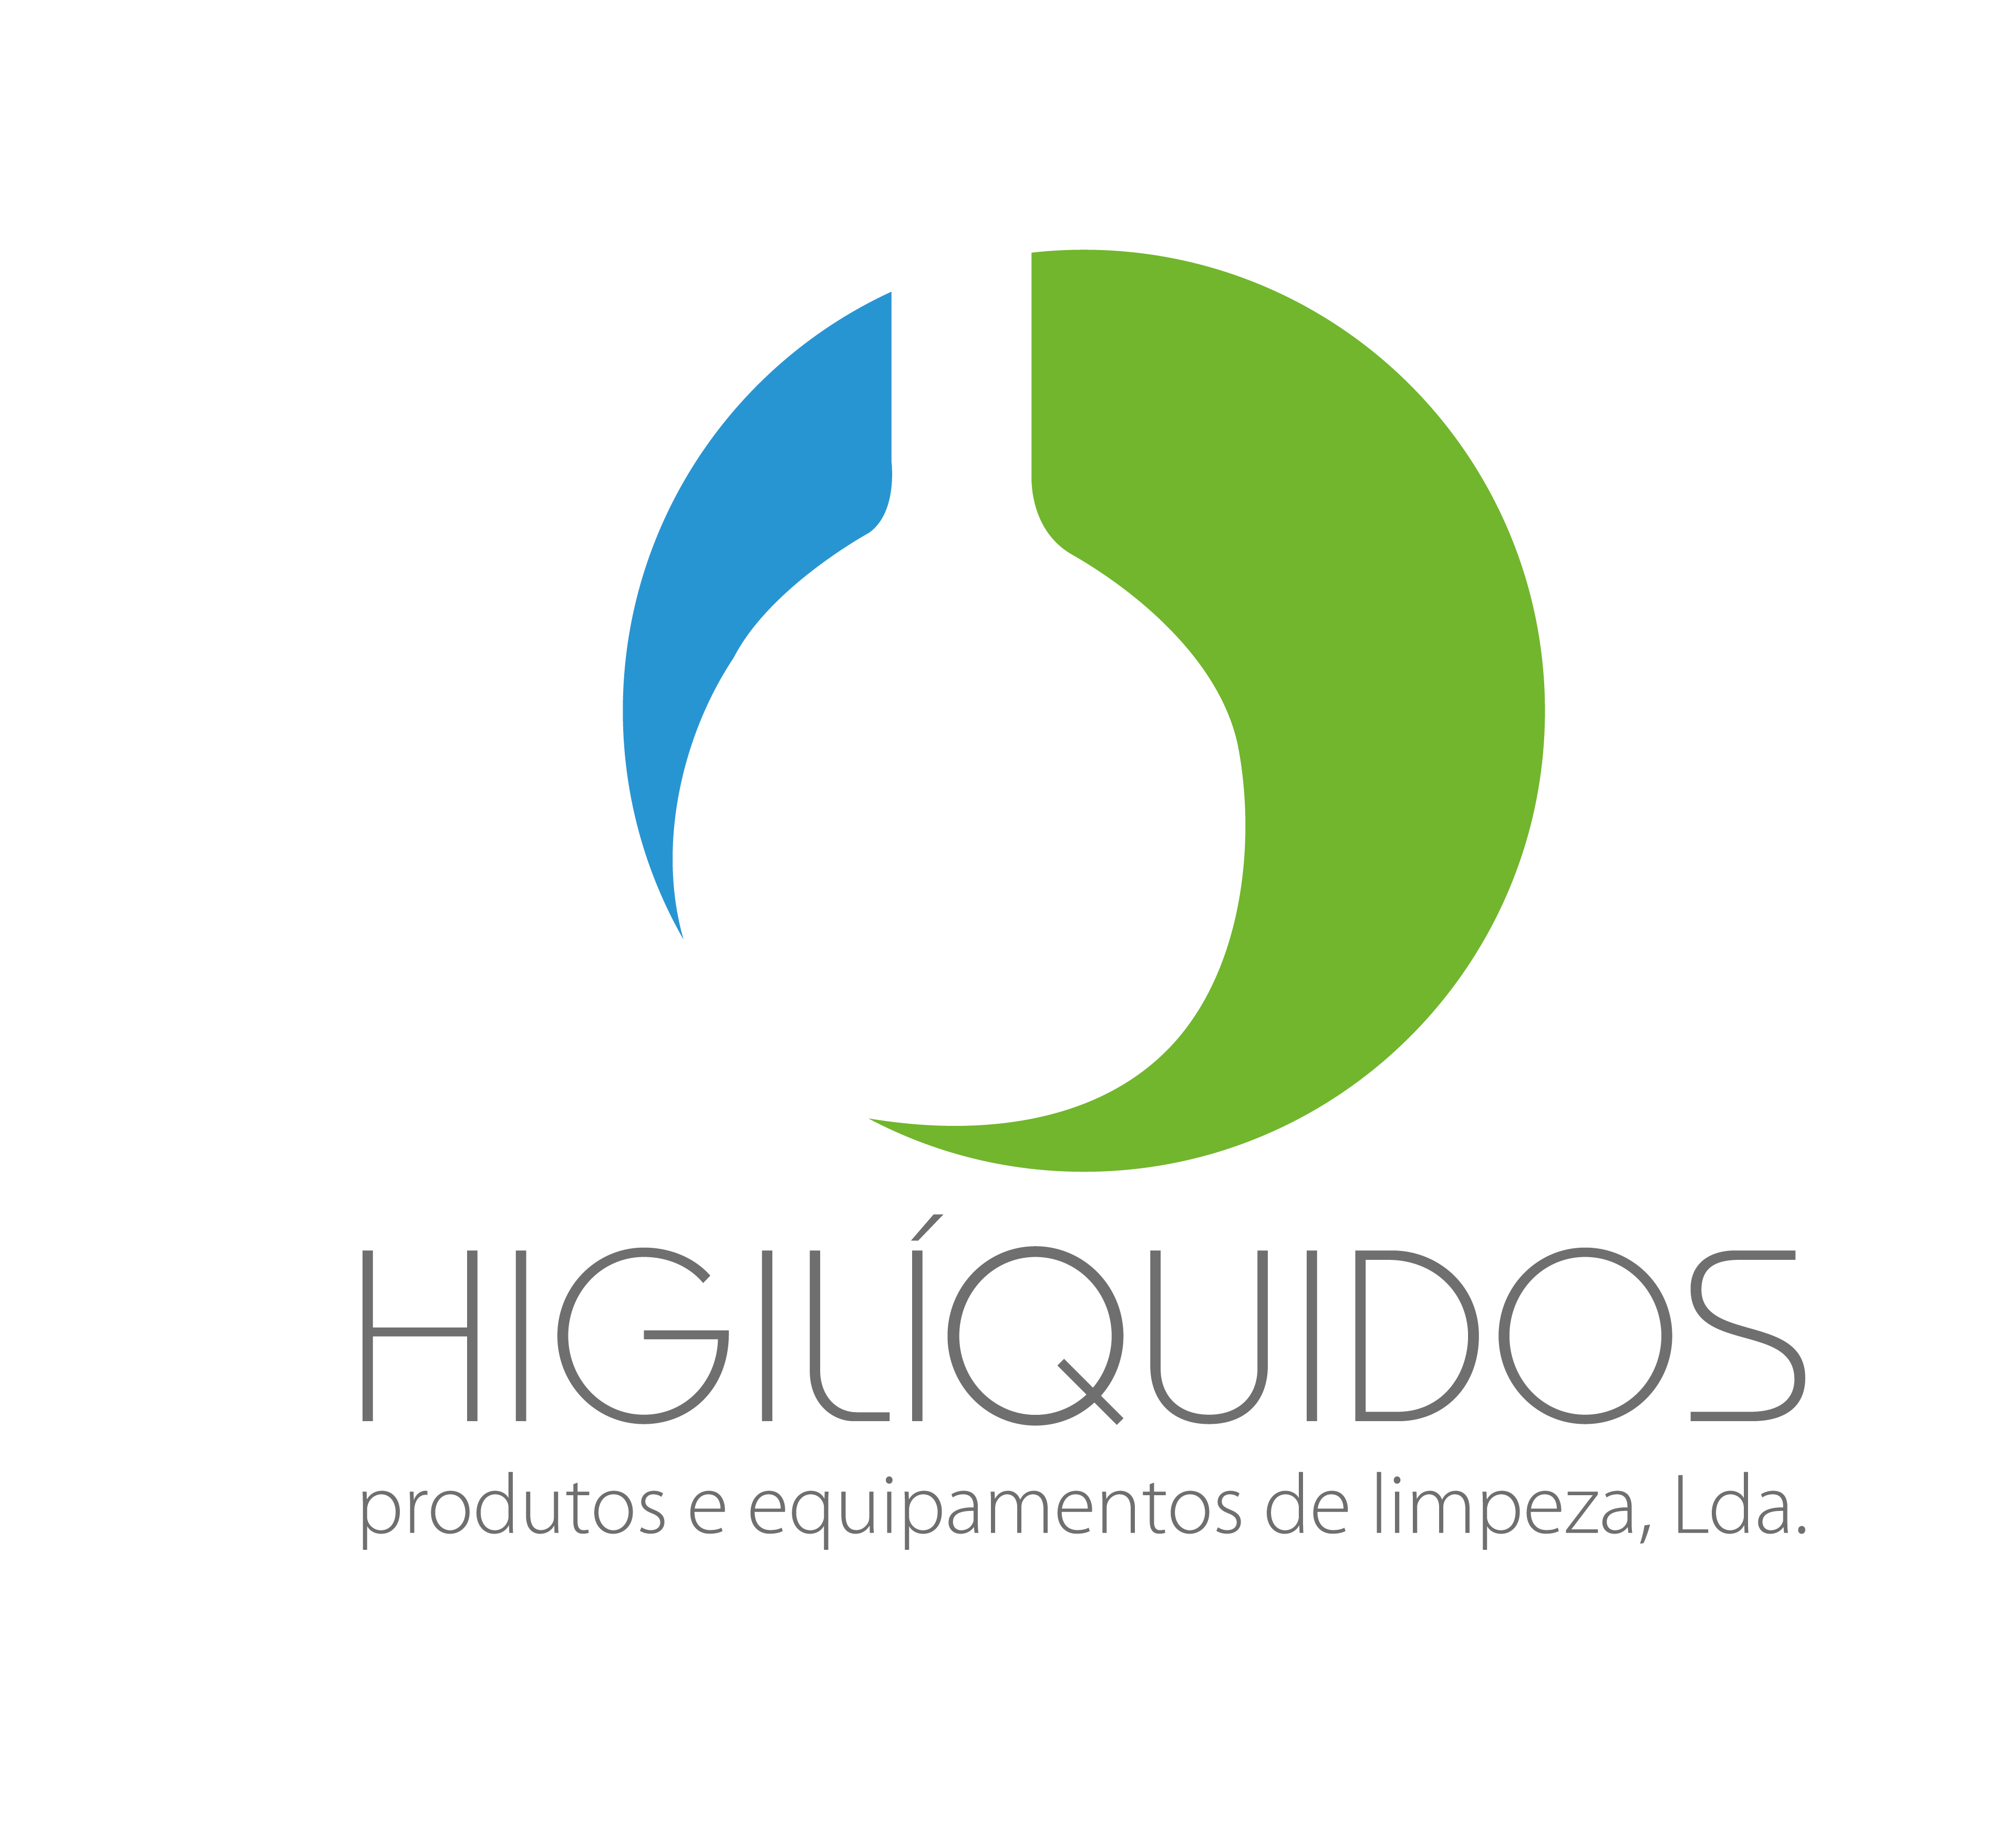 HIGILÍQUIDOS
produtos e equipamentos de limpeza, Lda.